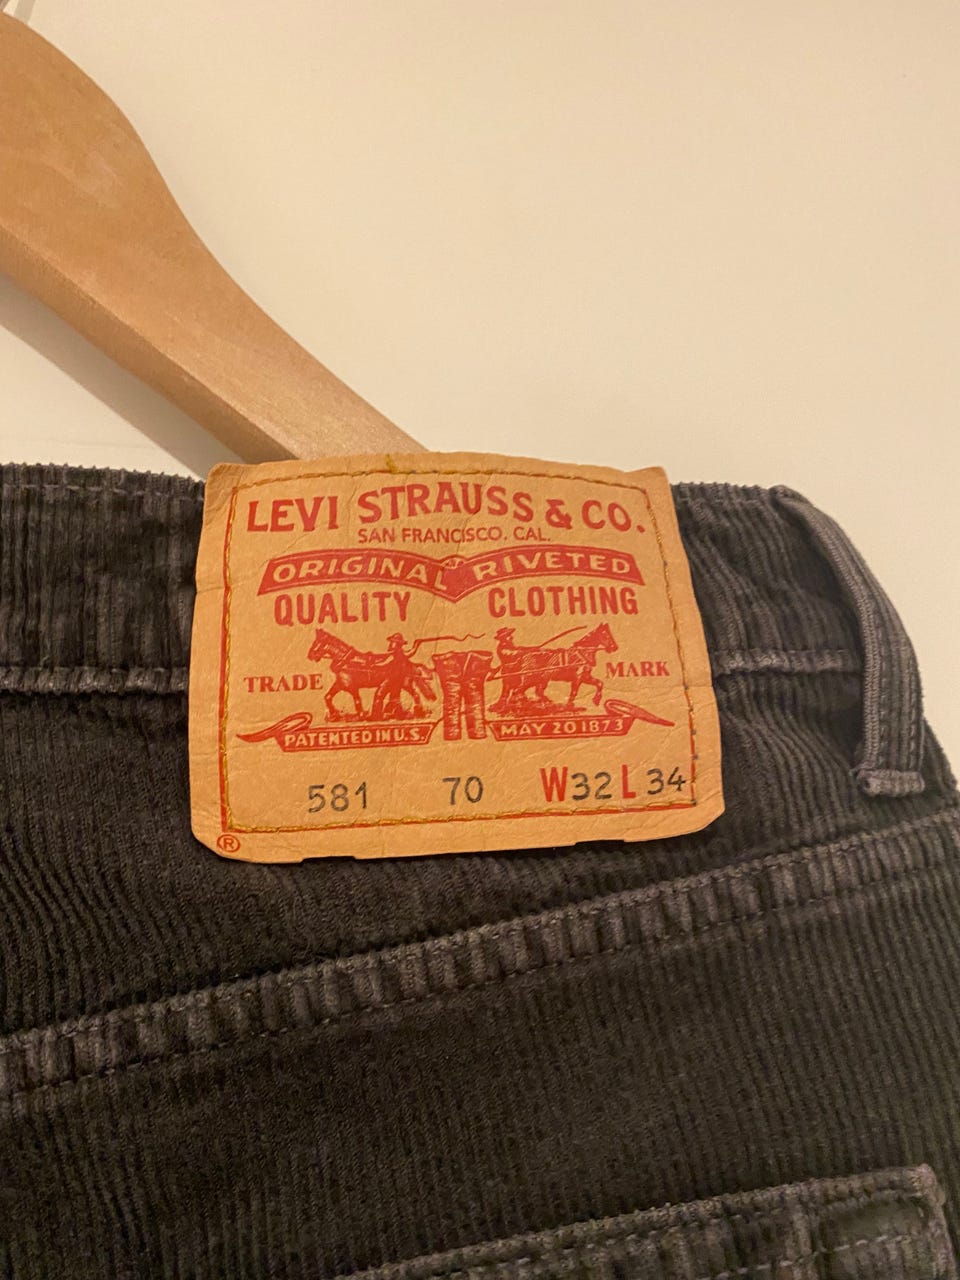 LEVI STRAUSS & CO.
SAN FRANCISCO. CAL.
ORIGINAL RIVETED
QUALITY CLOTHING
TRADE MARK
PATENTED IN U.S. MAY 20 1873
581 70 W32 L 34
®